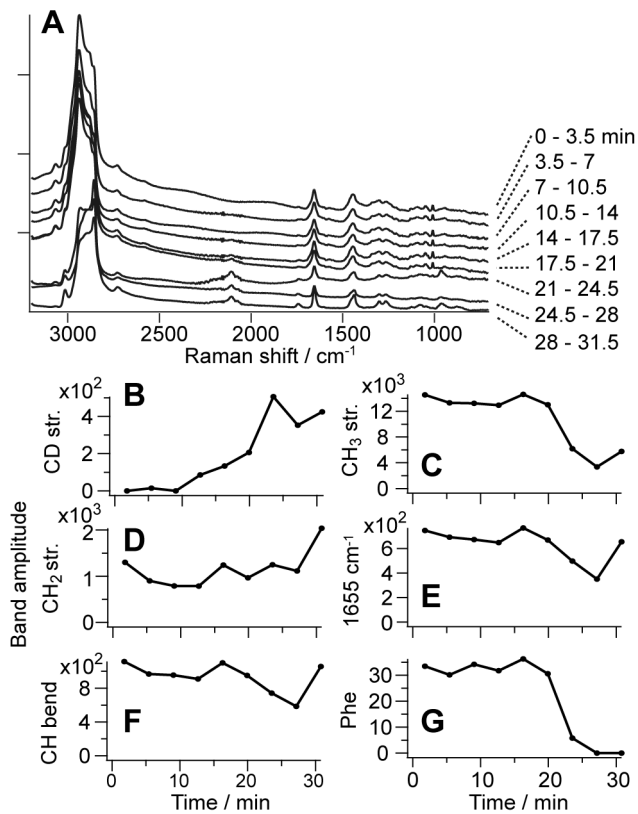 A
0 - 3.5 min
3.5 - 7
7 - 10.5
10.5 - 14
14 - 17.5
17.5 - 21
21 - 24.5
24.5 - 28
28 - 31.5
3000 2500 2000 1500 1000
Raman shift / cm⁻¹
Band amplitude
B
x10²
CD str.
4
2
0
C
x10³
CH₃ str.
12
8
4
0
D
x10³
CH₂ str.
2
1
0
E
x10²
1655 cm⁻¹
6
4
2
0
F
x10²
CH bend
8
4
0
0 10 20 30
Time / min
G
Phe
30
20
10
0
0 10 20 30
Time / min